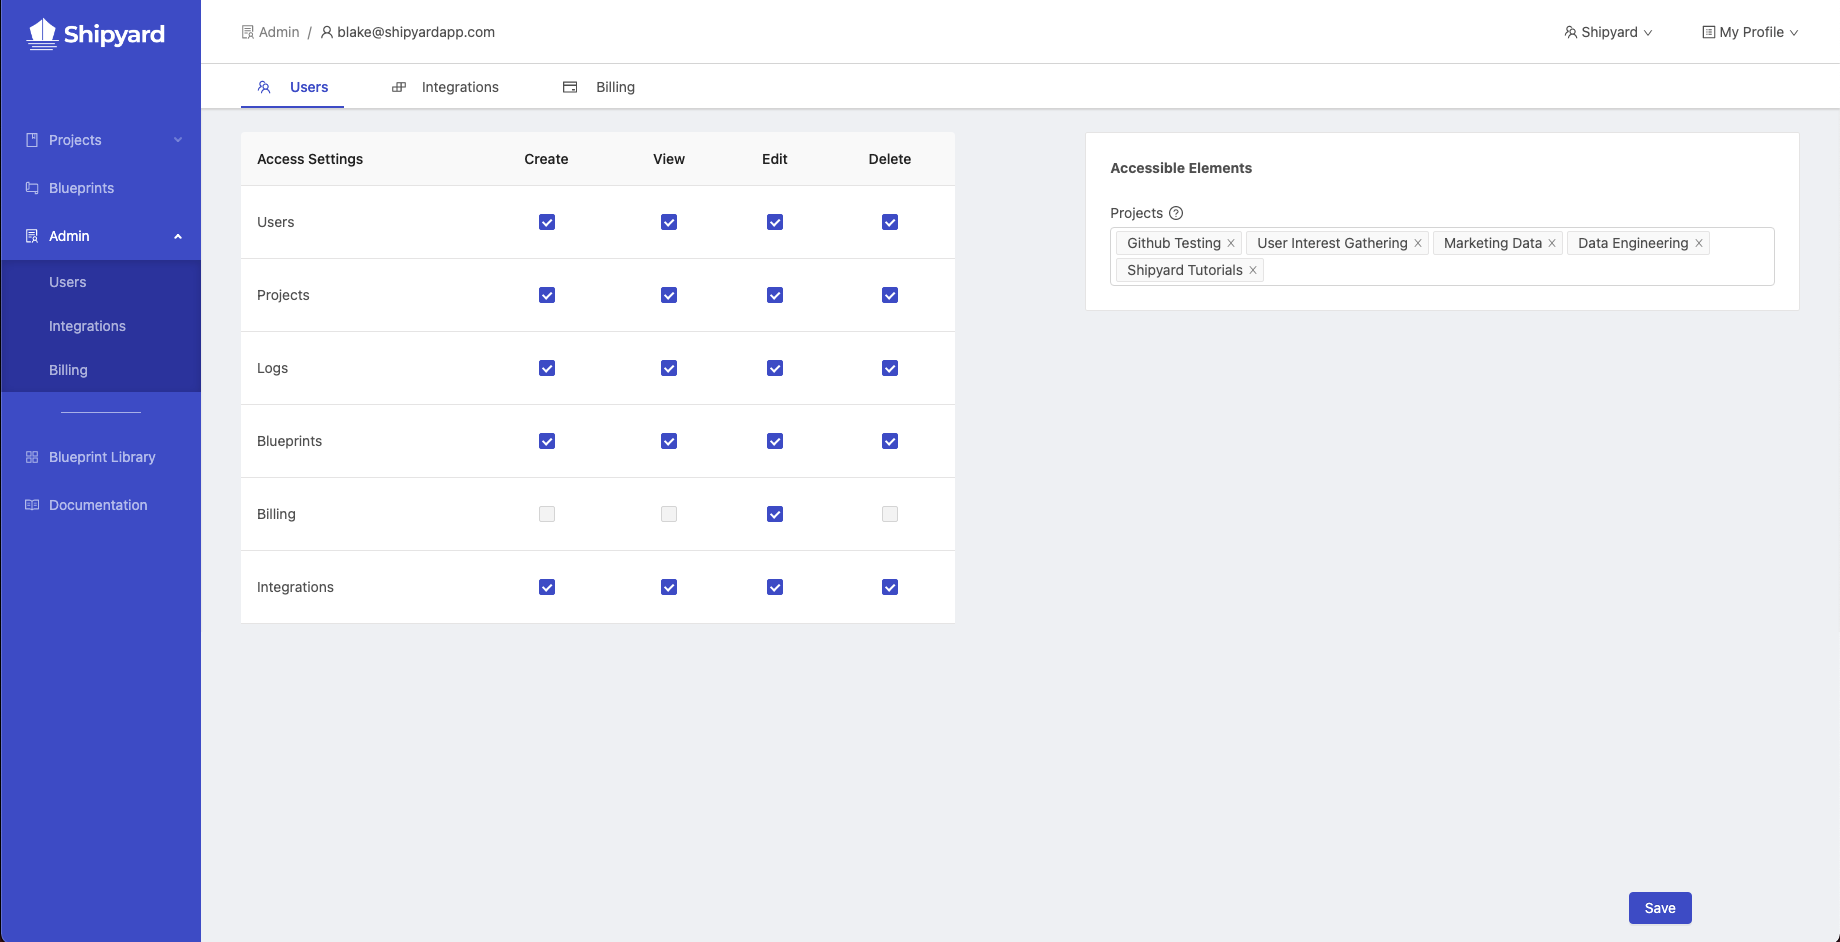 Shipyard
Projects
Blueprints
Admin
Users
Integrations
Billing
Blueprint Library
Documentation
Admin / blake@shipyardapp.com
Shipyard
My Profile
Users Integrations Billing
Access Settings Create View Edit Delete
Users
Projects
Logs
Blueprints
Billing
Integrations
Accessible Elements
Projects
Github Testing User Interest Gathering Marketing Data Data Engineering
Shipyard Tutorials
Save